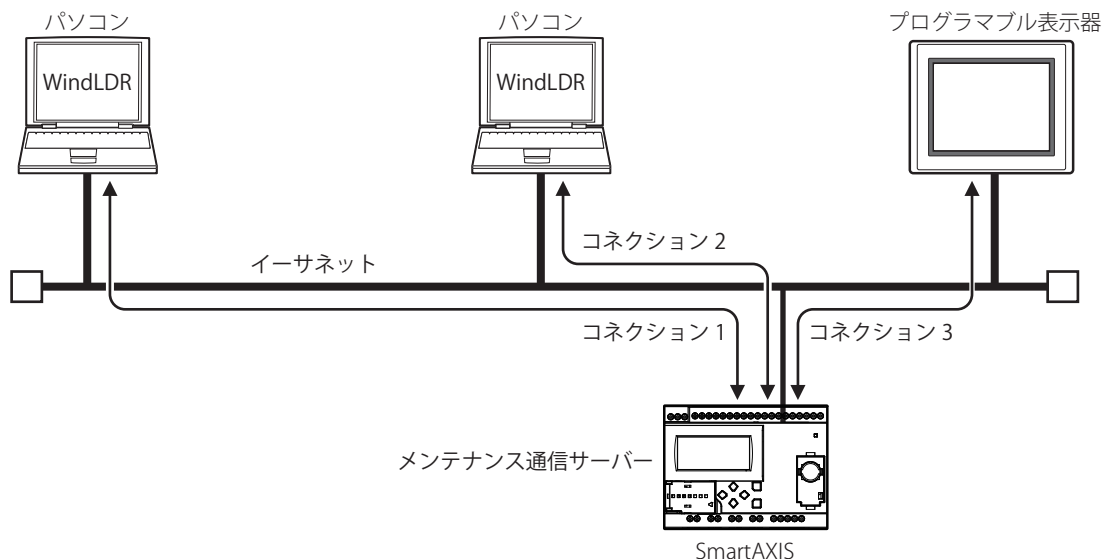 パソコン
パソコン
プログラマブル表示器
WindLDR
WindLDR
コネクション 2
イーサネット
コネクション 1
コネクション 3
メンテナンス通信サーバー
SmartAXIS